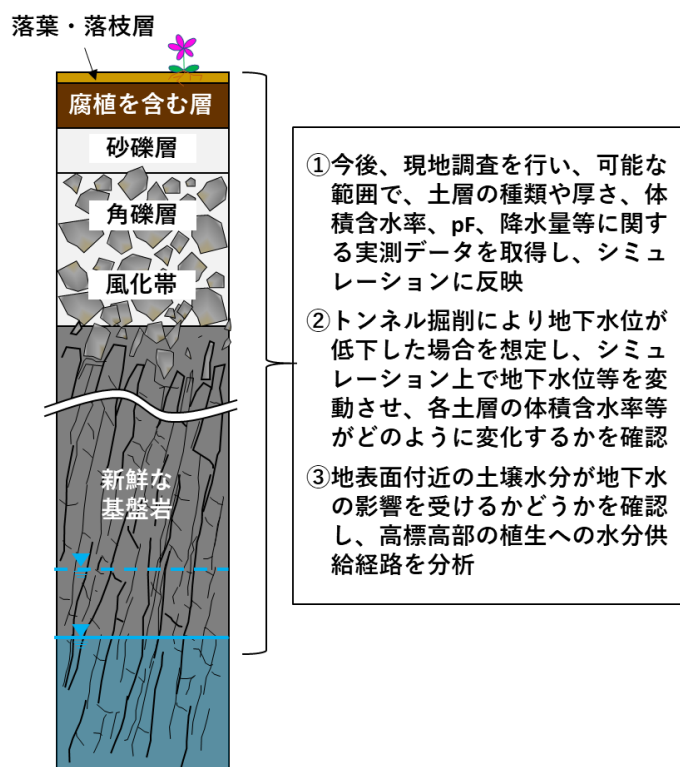 落葉・落枝層
腐植を含む層
砂礫層
角礫層
風化帯
新鮮な
基盤岩
①今後、現地調査を行い、可能な
範囲で、土層の種類や厚さ、体
積含水率、pF、降水量等に関す
る実測データを取得し、シミュ
レーションに反映
②トンネル掘削により地下水位が
低下した場合を想定し、シミュ
レーション上で地下水位等を変
動させ、各土層の体積含水率等
がどのように変化するかを確認
③地表面付近の土壌水分が地下水
の影響を受けるかどうかを確認
し、高標高部の植生への水分供
給経路を分析